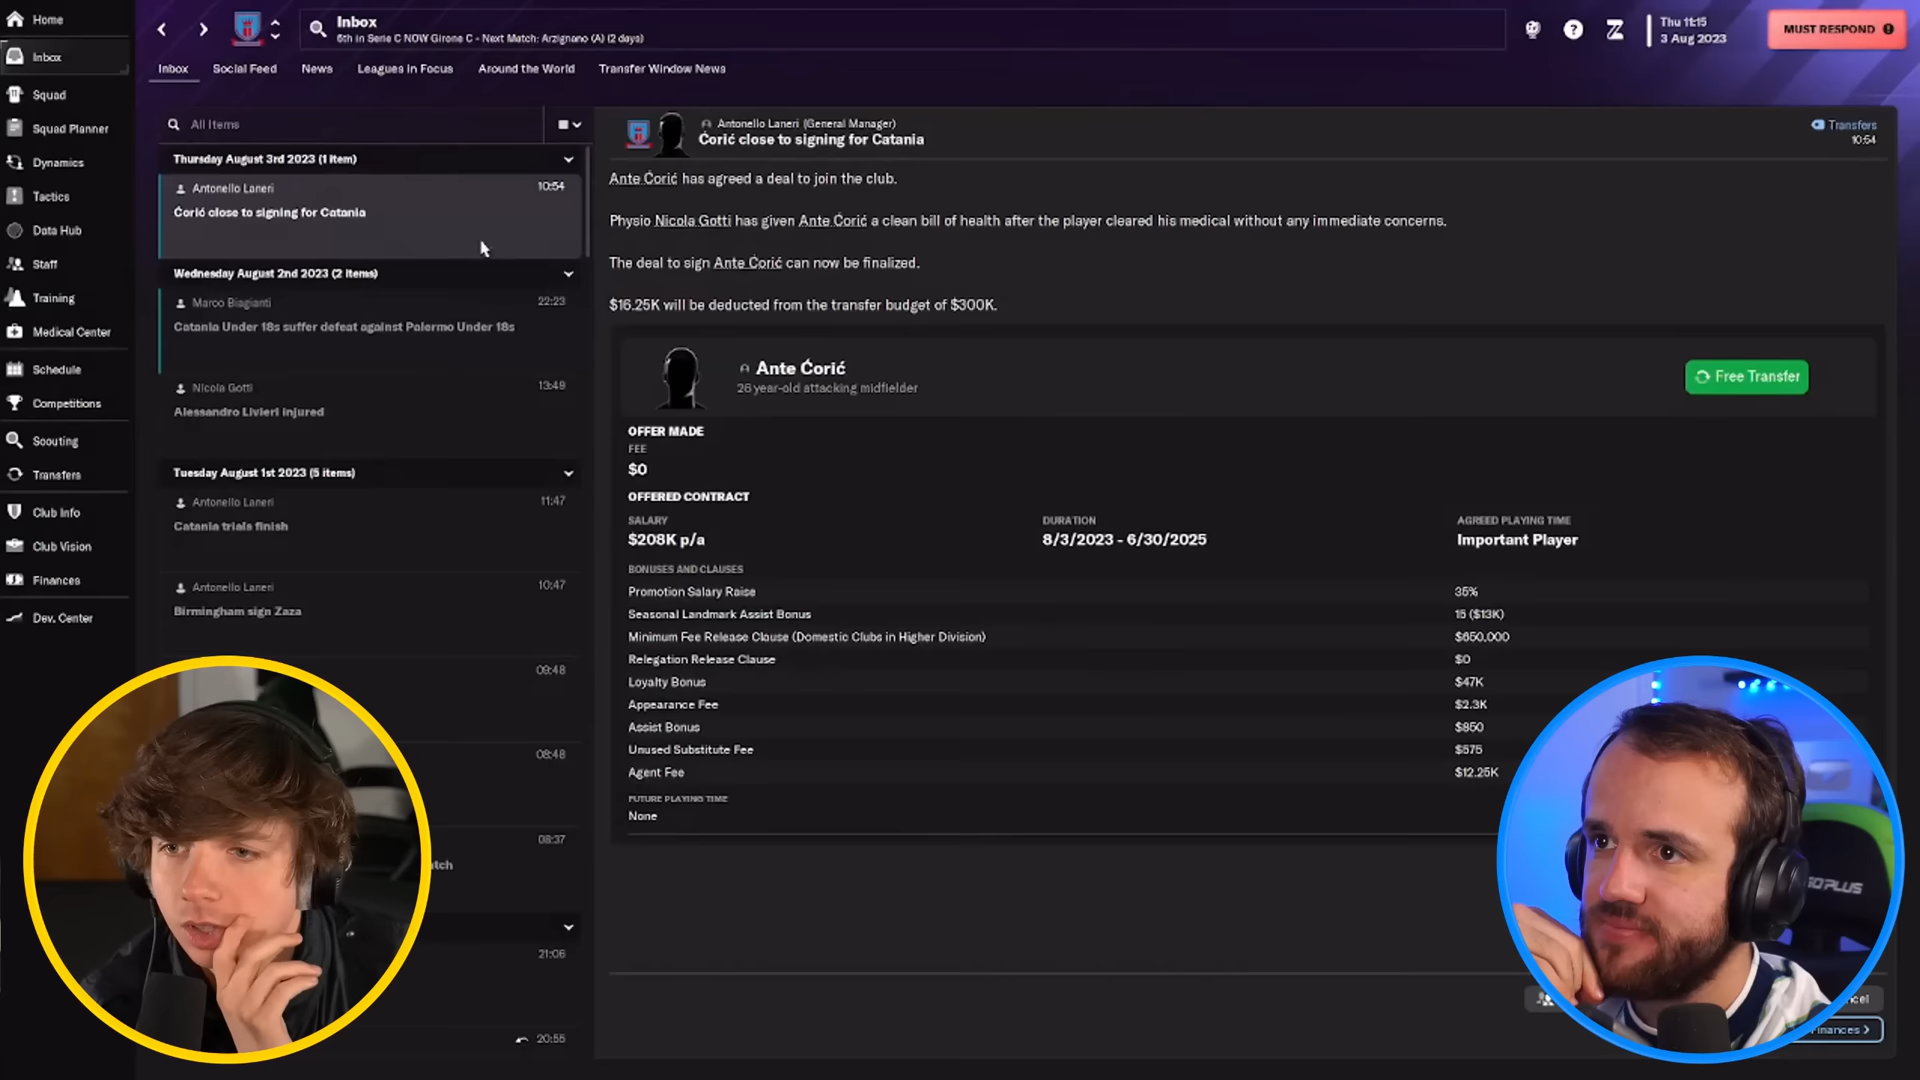 Home
Inbox
Squad
Squad Planner
Dynamics
Tactics
Data Hub
Staff
Training
Medical Center
Schedule
Competitions
Scouting
Transfers
Club Info
Club Vision
Finances
Dev. Center
Inbox
6th in Serie C NOW Girone C - Next Match: Arzignano (A) (2 days)
Thu 11:15
3 Aug 2023
MUST RESPOND
Inbox
Social Feed
News
Leagues in Focus
Around the World
Transfer Window News
All Items
Thursday August 3rd 2023 (1 item)
Antonello Laneri
10:54
Ćorić close to signing for Catania
Wednesday August 2nd 2023 (2 items)
Marco Biagianti
22:23
Catania Under 18s suffer defeat against Palermo Under 18s
Nicola Gotti
13:49
Alessandro Livieri injured
Tuesday August 1st 2023 (5 items)
Antonello Laneri
11:47
Catania trials finish
Antonello Laneri
10:47
Birmingham sign Zaza
09:48
08:48
08:37
21:06
20:55
Antonello Laneri (General Manager)
Ćorić close to signing for Catania
Transfers
10:54
Ante Ćorić has agreed a deal to join the club.
Physio Nicola Gotti has given Ante Ćorić a clean bill of health after the player cleared his medical without any immediate concerns.
The deal to sign Ante Ćorić can now be finalized.
$16.25K will be deducted from the transfer budget of $300K.
Ante Ćorić
26 year-old attacking midfielder
Free Transfer
OFFER MADE
FEE
$0
OFFERED CONTRACT
SALARY
$208K p/a
DURATION
8/3/2023 - 6/30/2025
AGREED PLAYING TIME
Important Player
BONUSES AND CLAUSES
Promotion Salary Raise
35%
Seasonal Landmark Assist Bonus
15 ($13K)
Minimum Fee Release Clause (Domestic Clubs in Higher Division)
$650,000
Relegation Release Clause
$0
Loyalty Bonus
$47K
Appearance Fee
$2.3K
Assist Bonus
$850
Unused Substitute Fee
$575
Agent Fee
$12.25K
FUTURE PLAYING TIME
None